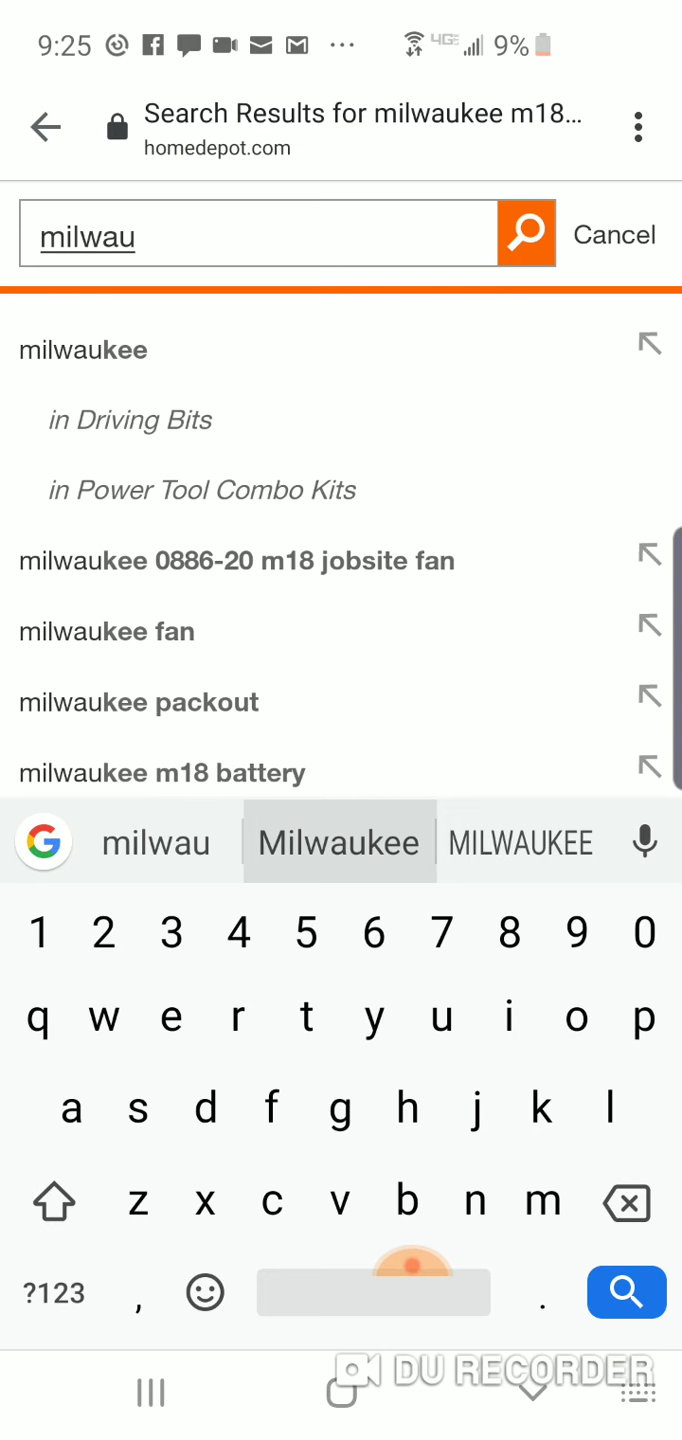 9:25 4GE 9%
Search Results for milwaukee m18...
homedepot.com
milwau
Cancel
milwaukee
in Driving Bits
in Power Tool Combo Kits
milwaukee 0886-20 m18 jobsite fan
milwaukee fan
milwaukee packout
milwaukee m18 battery
milwau Milwaukee MILWAUKEE
1 2 3 4 5 6 7 8 9 0
q w e r t y u i o p
a s d f g h j k l
z x c v b n m
?123 , .
DU RECORDER